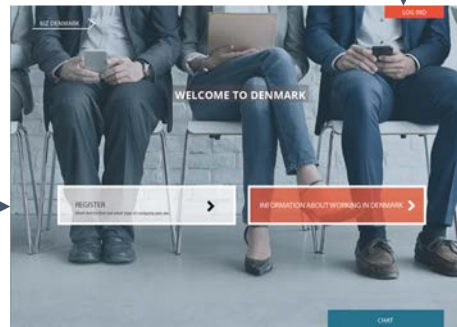 BIZ DENMARK
LOG IND
WELCOME TO DENMARK
REGISTER
INFORMATION ABOUT WORKING IN DENMARK
CHAT